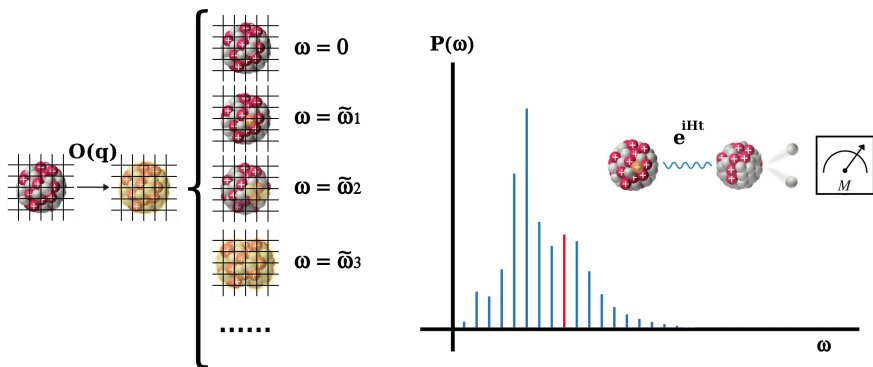 O(q)
ω = 0
ω = ω̃1
ω = ω̃2
ω = ω̃3
......
P(ω)
e^iHt
M
ω